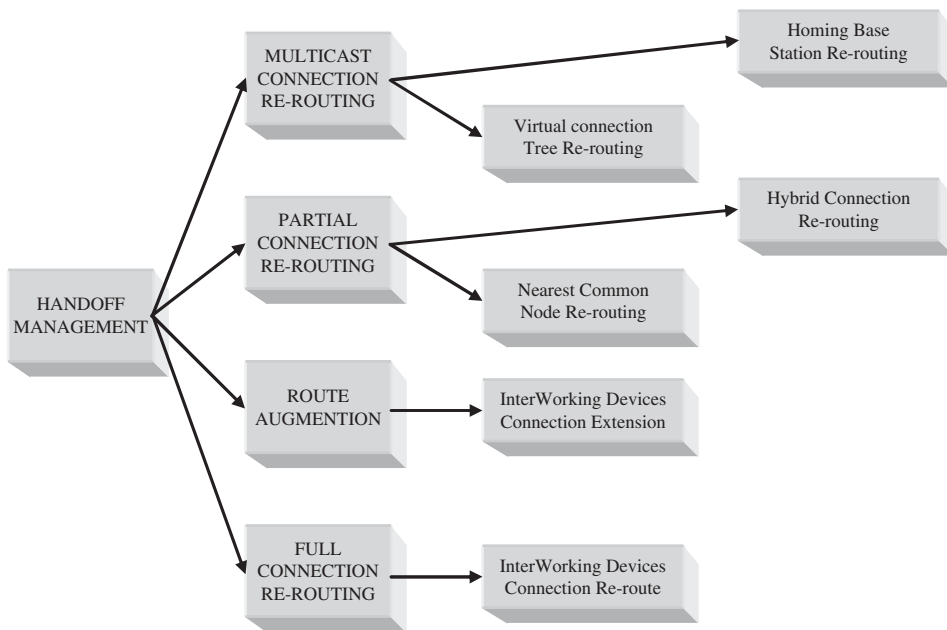 MULTICAST
CONNECTION
RE-ROUTING
Homing Base
Station Re-routing
Virtual connection
Tree Re-routing
PARTIAL
CONNECTION
RE-ROUTING
Hybrid Connection
Re-routing
Nearest Common
Node Re-routing
HANDOFF
MANAGEMENT
ROUTE
AUGMENTION
InterWorking Devices
Connection Extension
FULL
CONNECTION
RE-ROUTING
InterWorking Devices
Connection Re-route